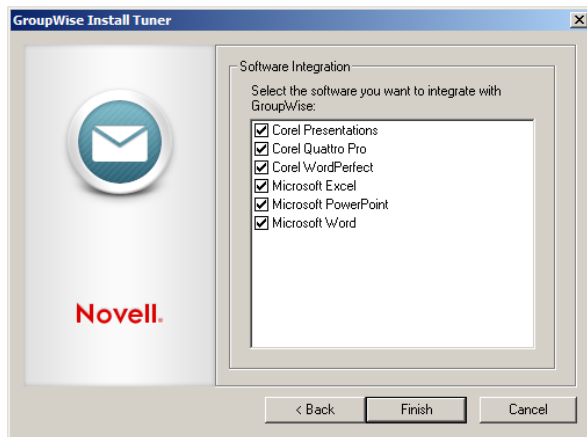 GroupWise Install Tuner
Software Integration
Select the software you want to integrate with
GroupWise:
Corel Presentations
Corel Quattro Pro
Corel WordPerfect
Microsoft Excel
Microsoft PowerPoint
Microsoft Word
Novell.
< Back
Finish
Cancel